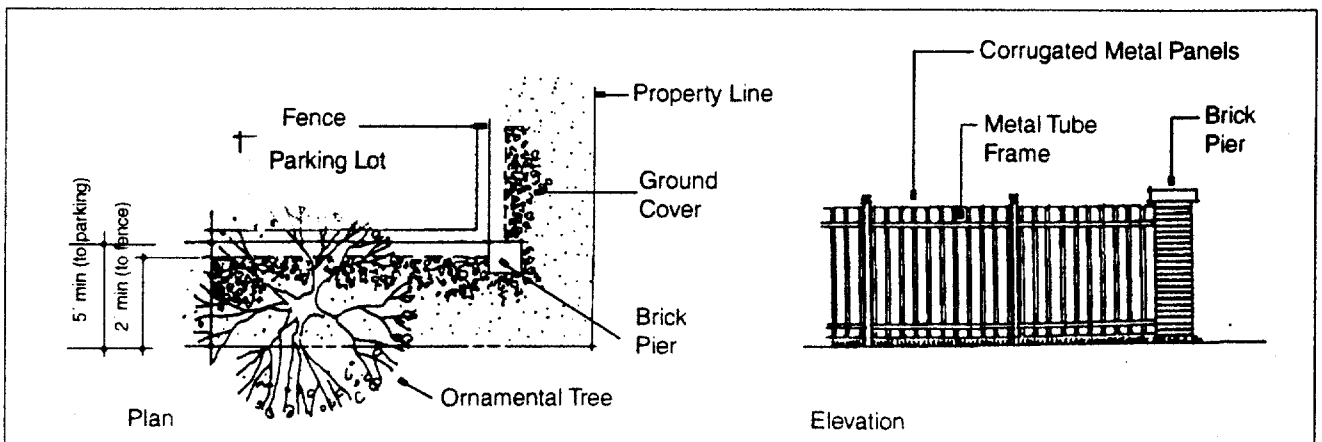 Fence
Parking Lot
5' min (to parking)
2' min (to fence)
Property Line
Ground
Cover
Brick
Pier
Ornamental Tree
Plan
Corrugated Metal Panels
Metal Tube
Frame
Brick
Pier
Elevation